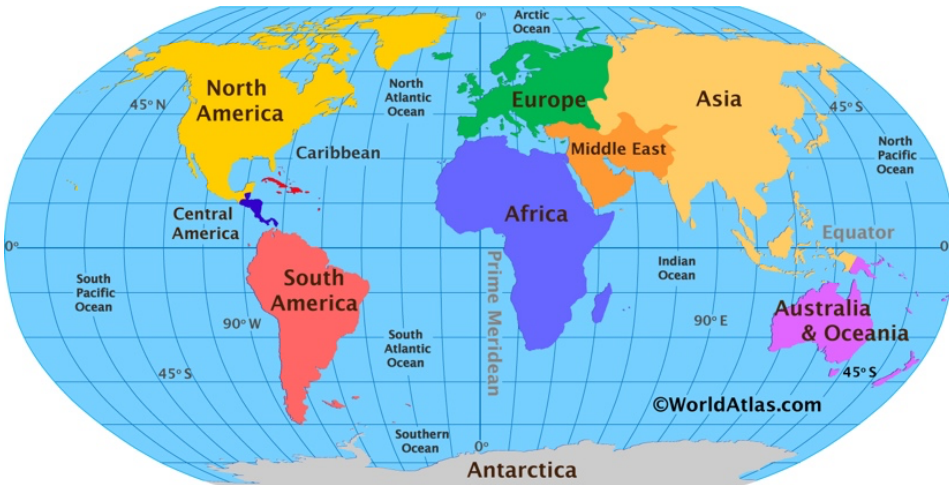 0°
Arctic
Ocean
North
America
45° N
North
Atlantic
Ocean
Europe
Asia
45° S
North
Pacific
Ocean
Caribbean
Middle East
Central
America
Africa
Equator
0°
0°
South
Pacific
Ocean
South
America
Prime Meridean
Indian
Ocean
90° W
90° E
Australia
& Oceania
South
Atlantic
Ocean
45° S
45° S
©WorldAtlas.com
Southern
Ocean
0°
Antarctica